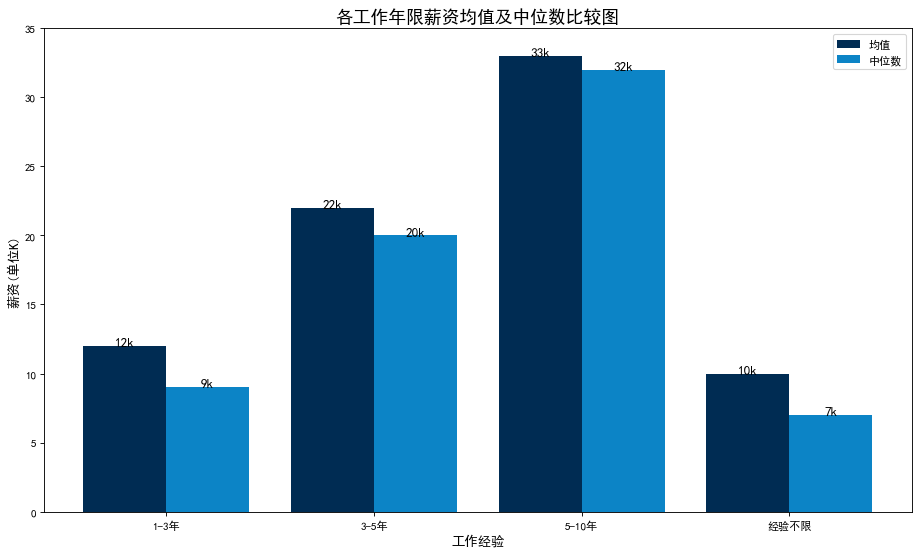 各工作年限薪资均值及中位数比较图
均值
中位数
35
30
25
20
15
10
5
0
薪资(单位K)
12k
9k
22k
20k
33k
32k
10k
7k
1-3年
3-5年
5-10年
经验不限
工作经验